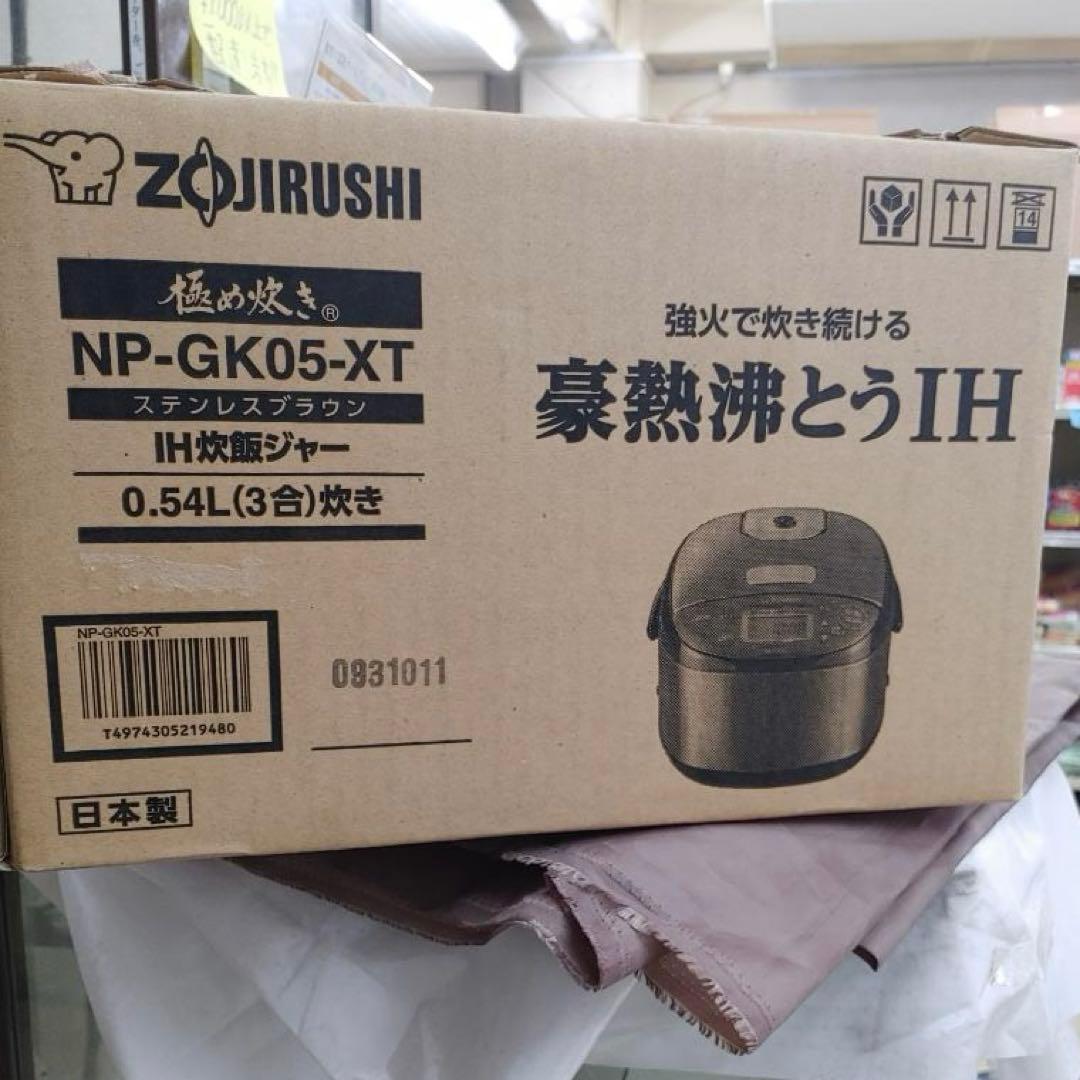 ZOJIRUSHI
極め炊き®
NP-GK05-XT
ステンレスブラウン
IH炊飯ジャー
0.54L(3合)炊き
14
強火で炊き続ける
豪熱沸とうIH
NP-GK05-XT
T4974305219480
0931011
日本製